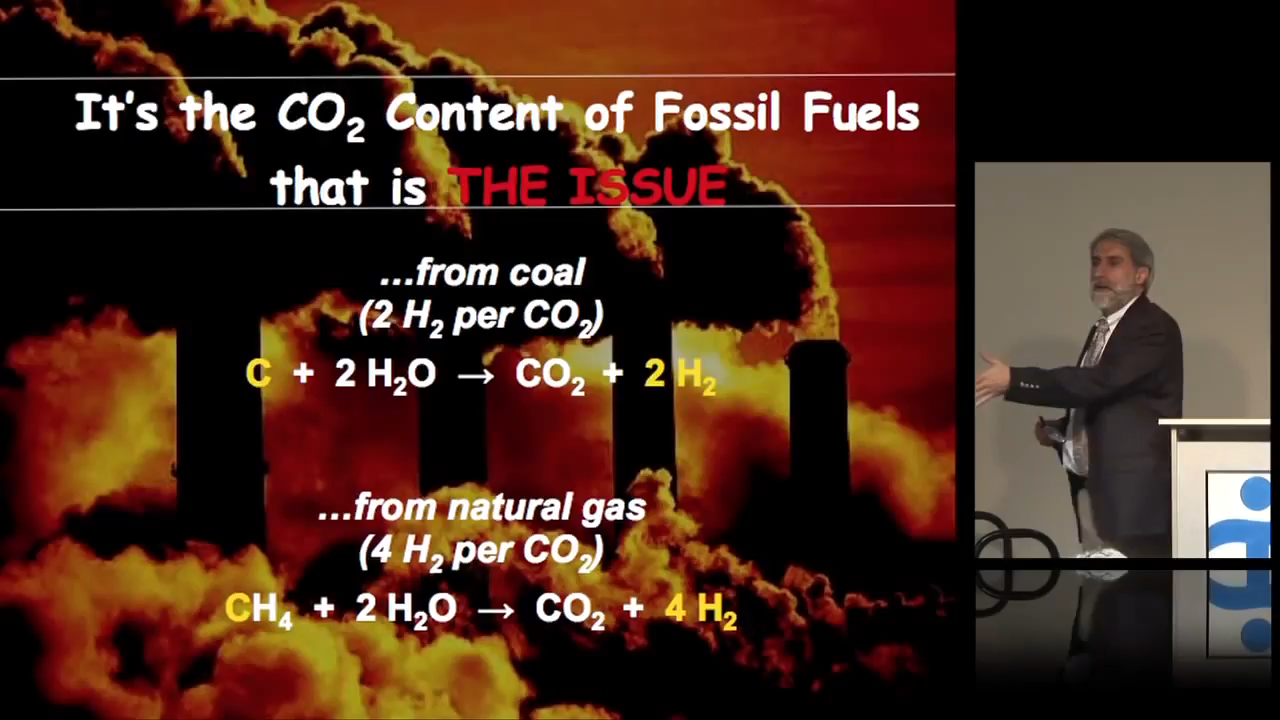 It's the CO₂ Content of Fossil Fuels
that is THE ISSUE
...from coal
(2 H₂ per CO₂)
C + 2 H₂O → CO₂ + 2 H₂
...from natural gas
(4 H₂ per CO₂)
CH₄ + 2 H₂O → CO₂ + 4 H₂